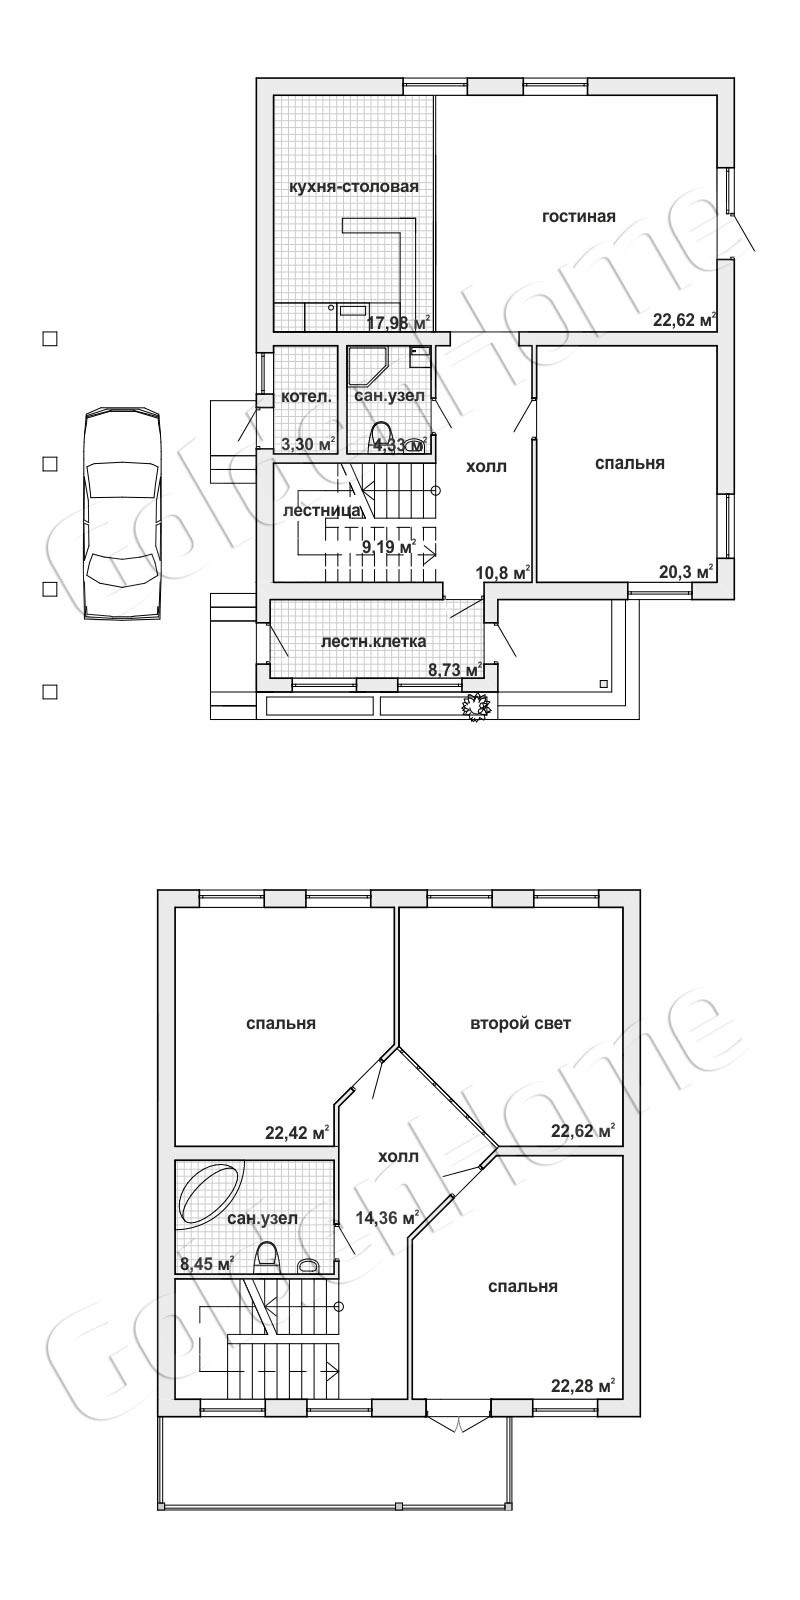 кухня-столовая
гостиная
17,98 м²
22,62 м²
котел.
сан.узел
3,30 м²
4,33 м²
холл
спальня
лестница
9,19 м²
10,8 м²
20,3 м²
лестн.клетка
8,73 м²
GoldenHome
спальня
второй свет
22,42 м²
22,62 м²
холл
сан.узел
14,36 м²
8,45 м²
спальня
22,28 м²
GoldenHome